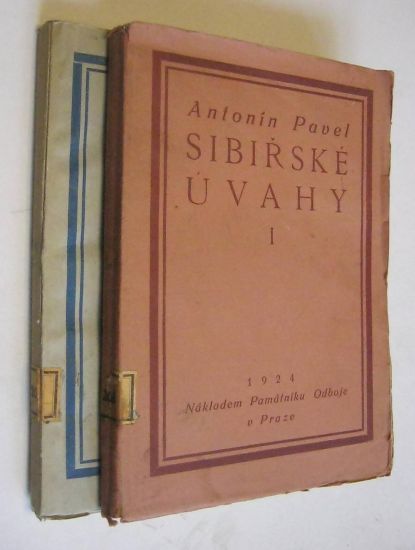 Antonín Pavel
SIBIŘSKÉ
ÚVAHY
I
1924
Nákladem Památníku Odboje
v Praze